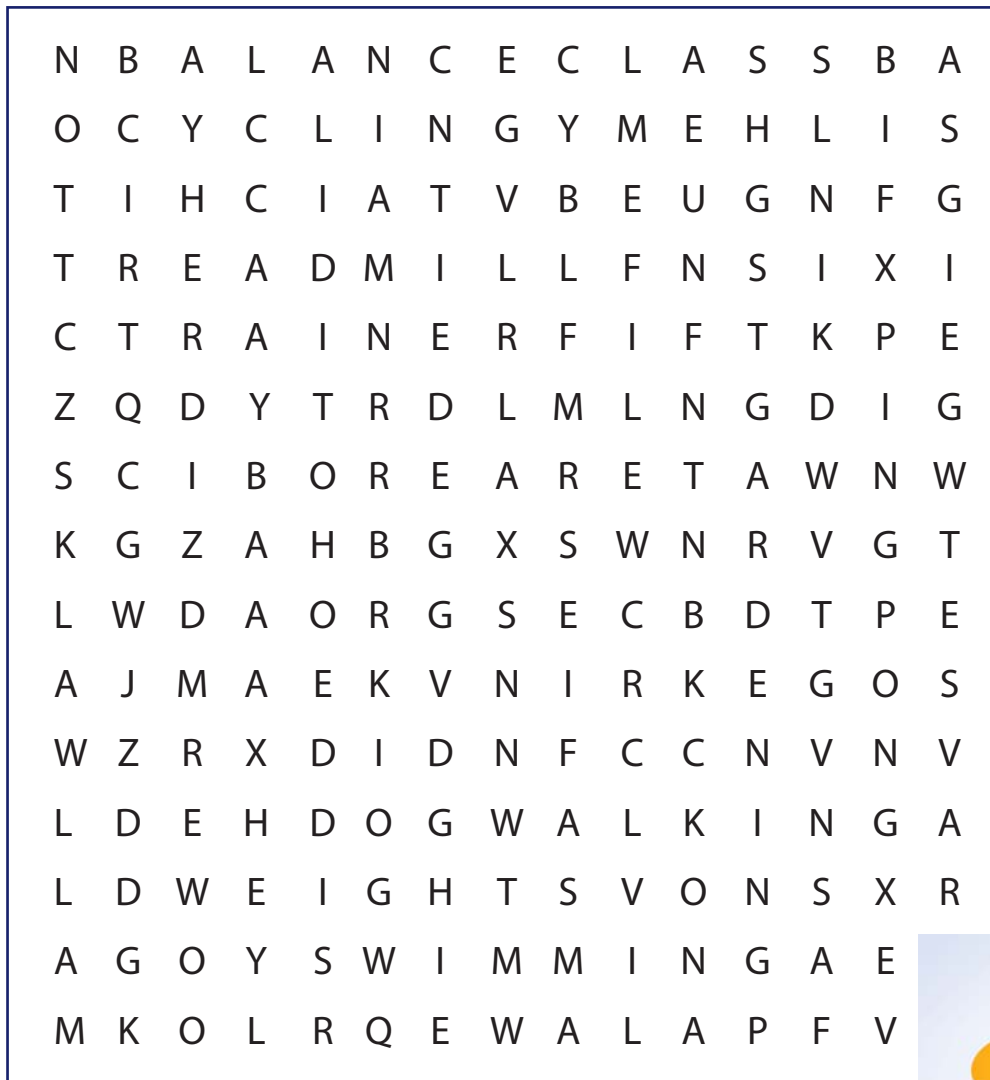 N B A L A N C E C L A S S B A
O C Y C L I N G Y M E H L I S
T I H C I A T V B E U G N F G
T R E A D M I L L F N S I X I
C T R A I N E R F I F T K P E
Z Q D Y T R D L M L N G D I G
S C I B O R E A R E T A W N W
K G Z A H B G X S W N R V G T
L W D A O R G S E C B D T P E
A J M A E K V N I R K E G O S
W Z R X D I D N F C C N V N V
L D E H D O G W A L K I N G A
L D W E I G H T S V O N S X R
A G O Y S W I M M I N G A E
M K O L R Q E W A L A P F V